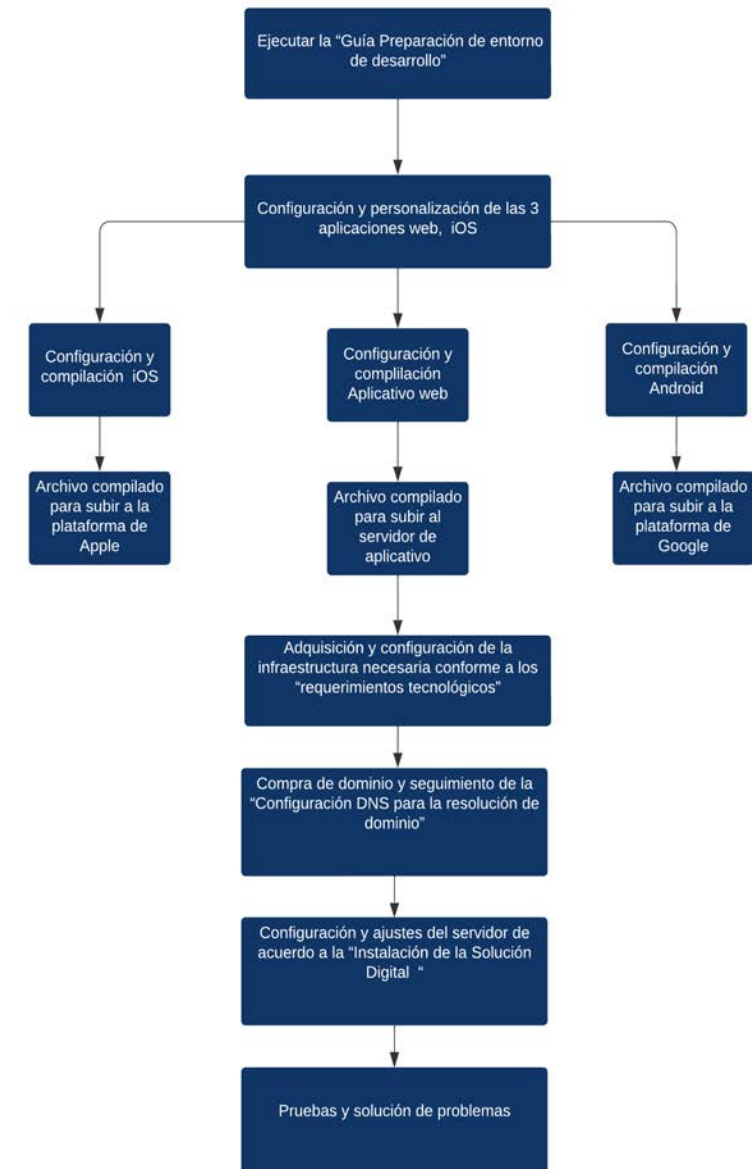 Ejecutar la “Guía Preparación de entorno
de desarrollo”
Configuración y personalización de las 3
aplicaciones web,  iOS
Configuración y
compilación  iOS
Configuración y
complilación
Aplicativo web
Configuración y
compilación
Android
Archivo compilado
para subir a la
plataforma de
Apple
Archivo compilado
para subir al
servidor de
aplicativo
Archivo compilado
para subir a la
plataforma de
Google
Adquisición y configuración de la
infraestructura necesaria conforme a los
“requerimientos tecnológicos”
Compra de dominio y seguimiento de la
“Configuración DNS para la resolución de
dominio”
Configuración y ajustes del servidor de
acuerdo a la “Instalación de la Solución
Digital  “
Pruebas y solución de problemas